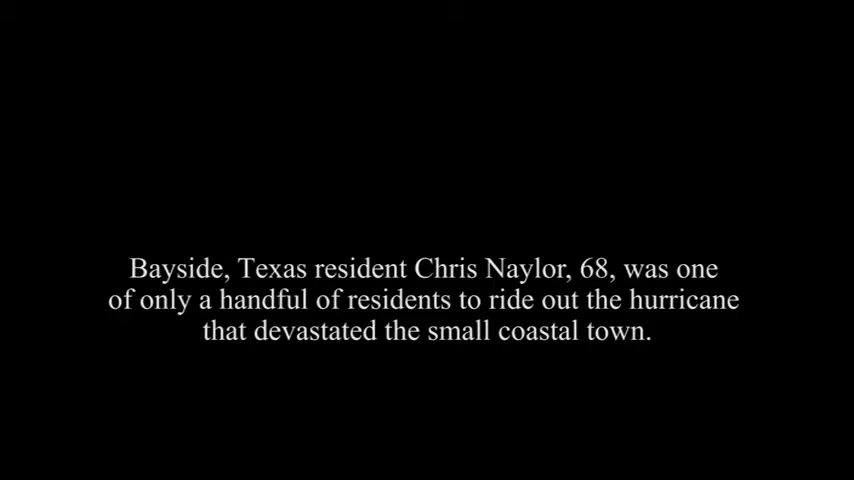 Bayside, Texas resident Chris Naylor, 68, was one
of only a handful of residents to ride out the hurricane
that devastated the small coastal town.